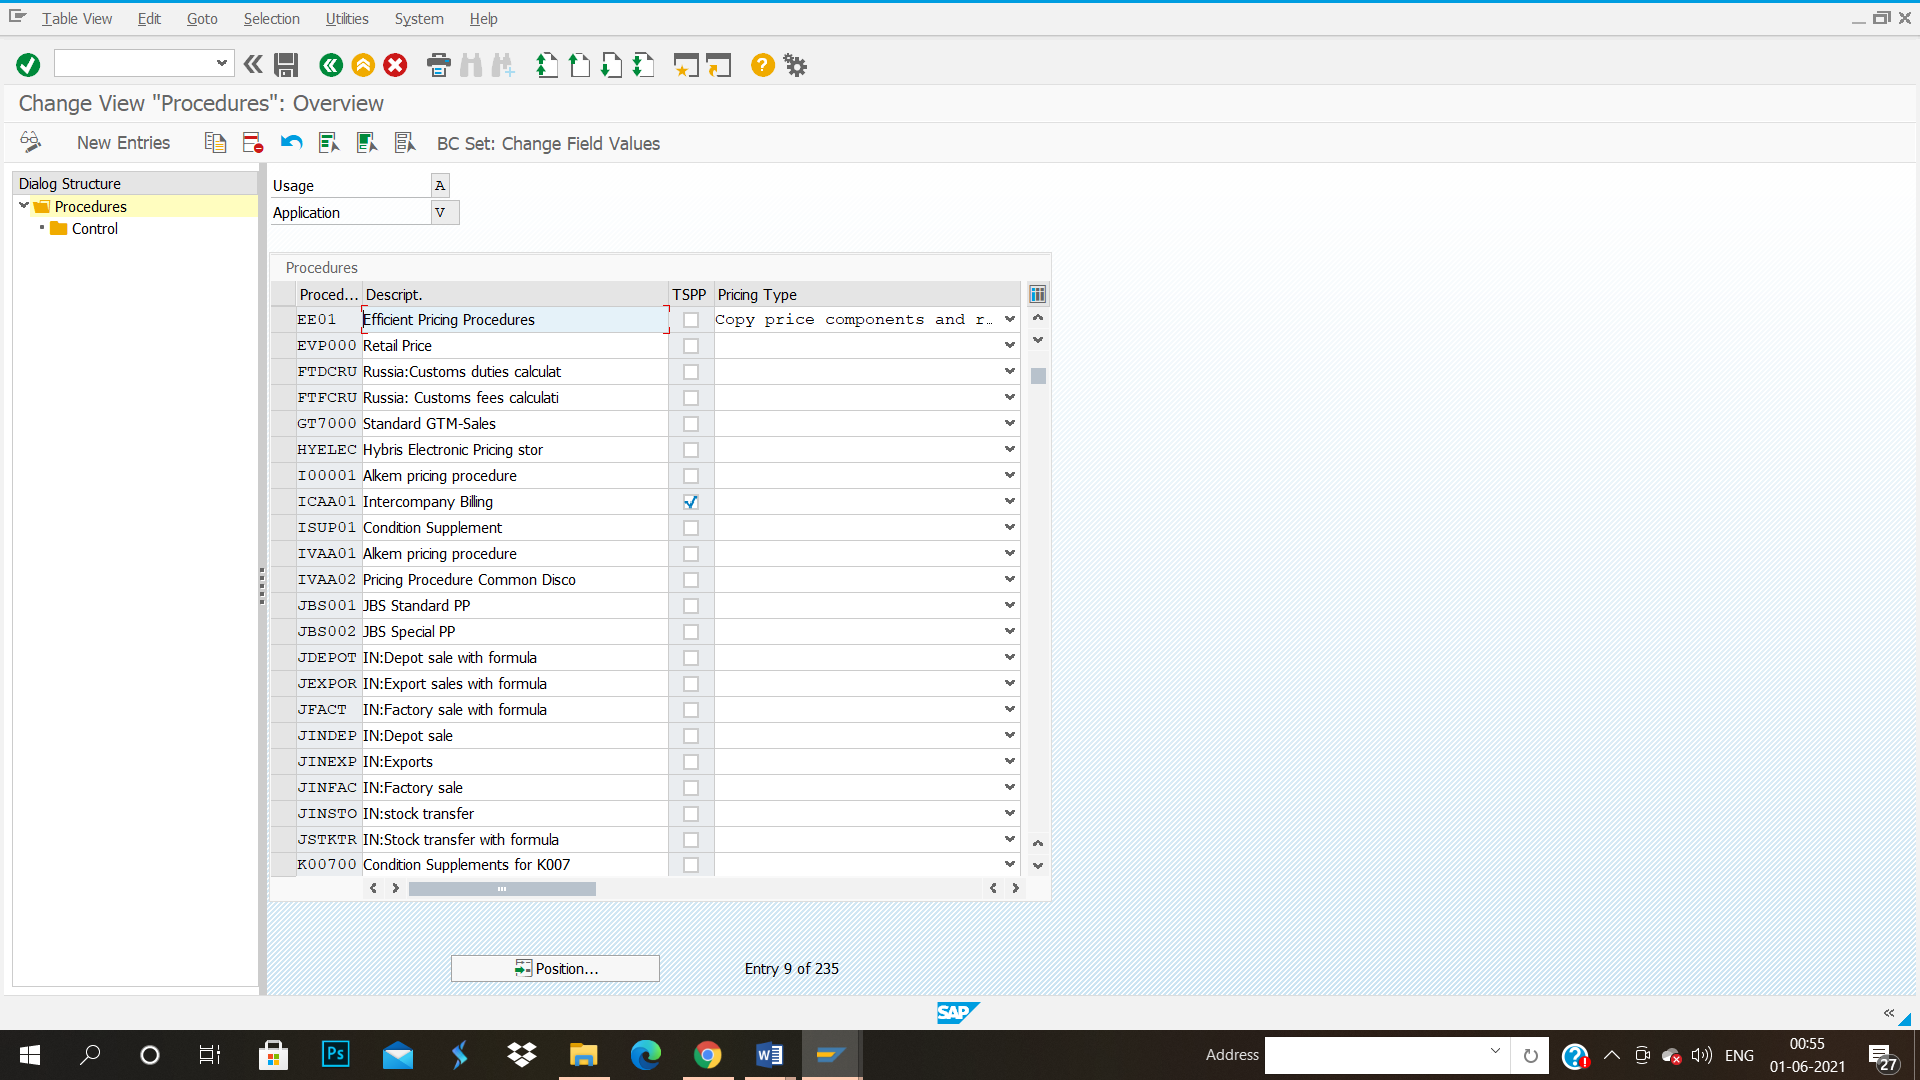 Table View Edit Goto Selection Utilities System Help
Change View "Procedures": Overview
New Entries BC Set: Change Field Values
Dialog Structure
Procedures
Control
Usage A
Application V
Procedures
Proced... Descript. TSPP Pricing Type
EE01 Efficient Pricing Procedures Copy price components and r…
EVP000 Retail Price
FTDCRU Russia:Customs duties calculat
FTFCRU Russia: Customs fees calculati
GT7000 Standard GTM-Sales
HYELEC Hybris Electronic Pricing stor
I00001 Alkem pricing procedure
ICAA01 Intercompany Billing
ISUP01 Condition Supplement
IVAA01 Alkem pricing procedure
IVAA02 Pricing Procedure Common Disco
JBS001 JBS Standard PP
JBS002 JBS Special PP
JDEPOT IN:Depot sale with formula
JEXPOR IN:Export sales with formula
JFACT IN:Factory sale with formula
JINDEP IN:Depot sale
JINEXP IN:Exports
JINFAC IN:Factory sale
JINSTO IN:stock transfer
JSTKTR IN:Stock transfer with formula
K00700 Condition Supplements for K007
Position... Entry 9 of 235
SAP
Ps
Address
ENG
00:55
01-06-2021
27